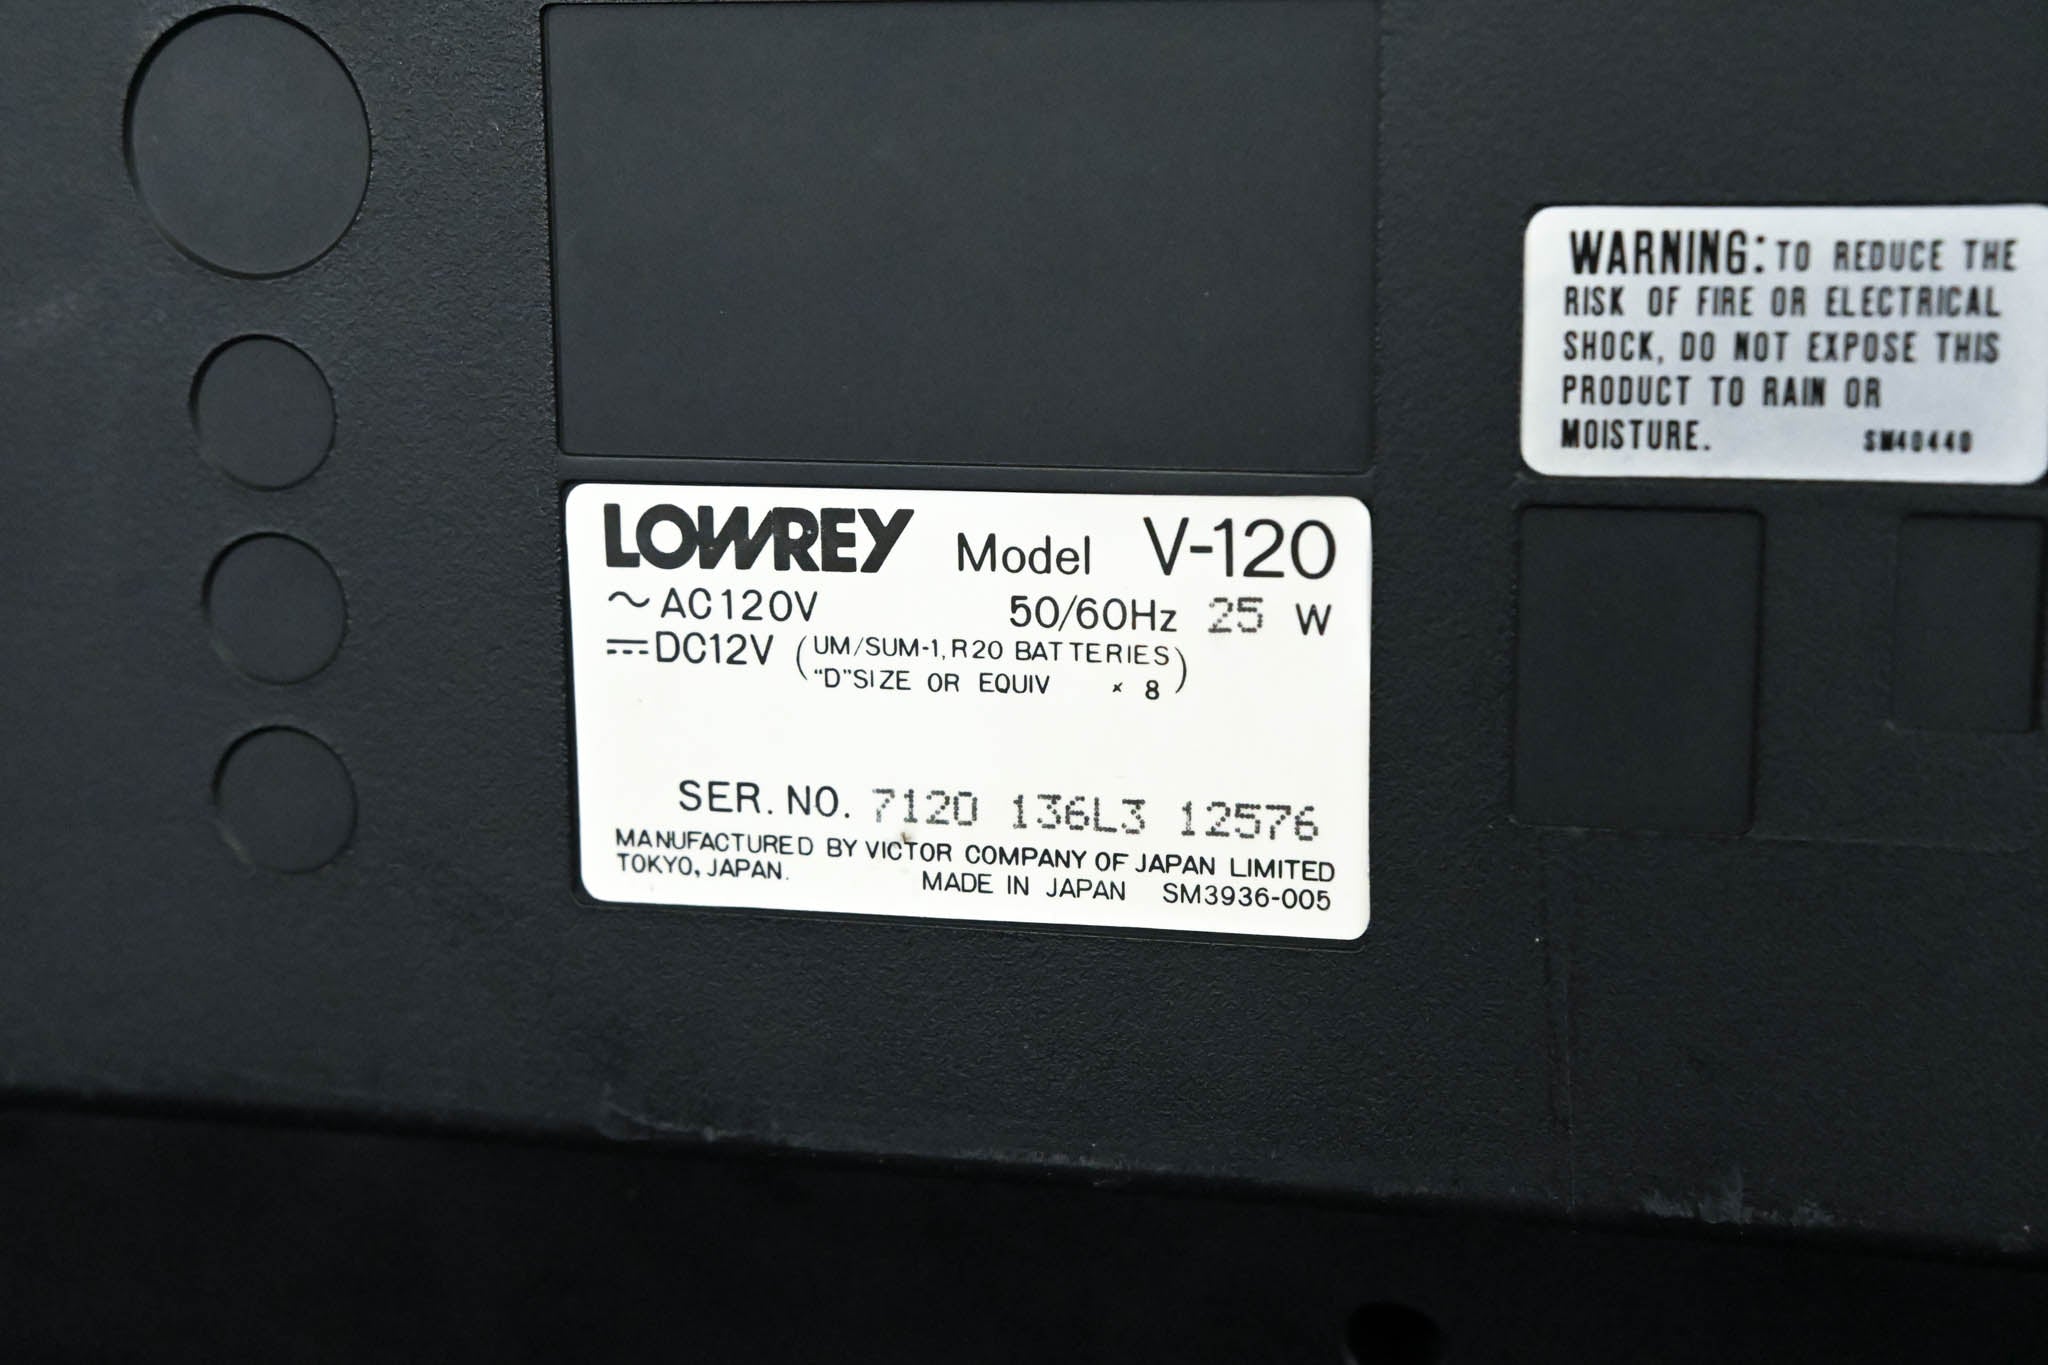 WARNING: TO REDUCE THE
RISK OF FIRE OR ELECTRICAL
SHOCK, DO NOT EXPOSE THIS
PRODUCT TO RAIN OR
MOISTURE. SM40440
LOWREY Model V-120
~ AC120V 50/60Hz 25 W
⎓ DC12V (UM/SUM-1, R20 BATTERIES
"D"SIZE OR EQUIV × 8)
SER. NO. 7120 136L3 12576
MANUFACTURED BY VICTOR COMPANY OF JAPAN LIMITED
TOKYO, JAPAN.
MADE IN JAPAN SM3936-005